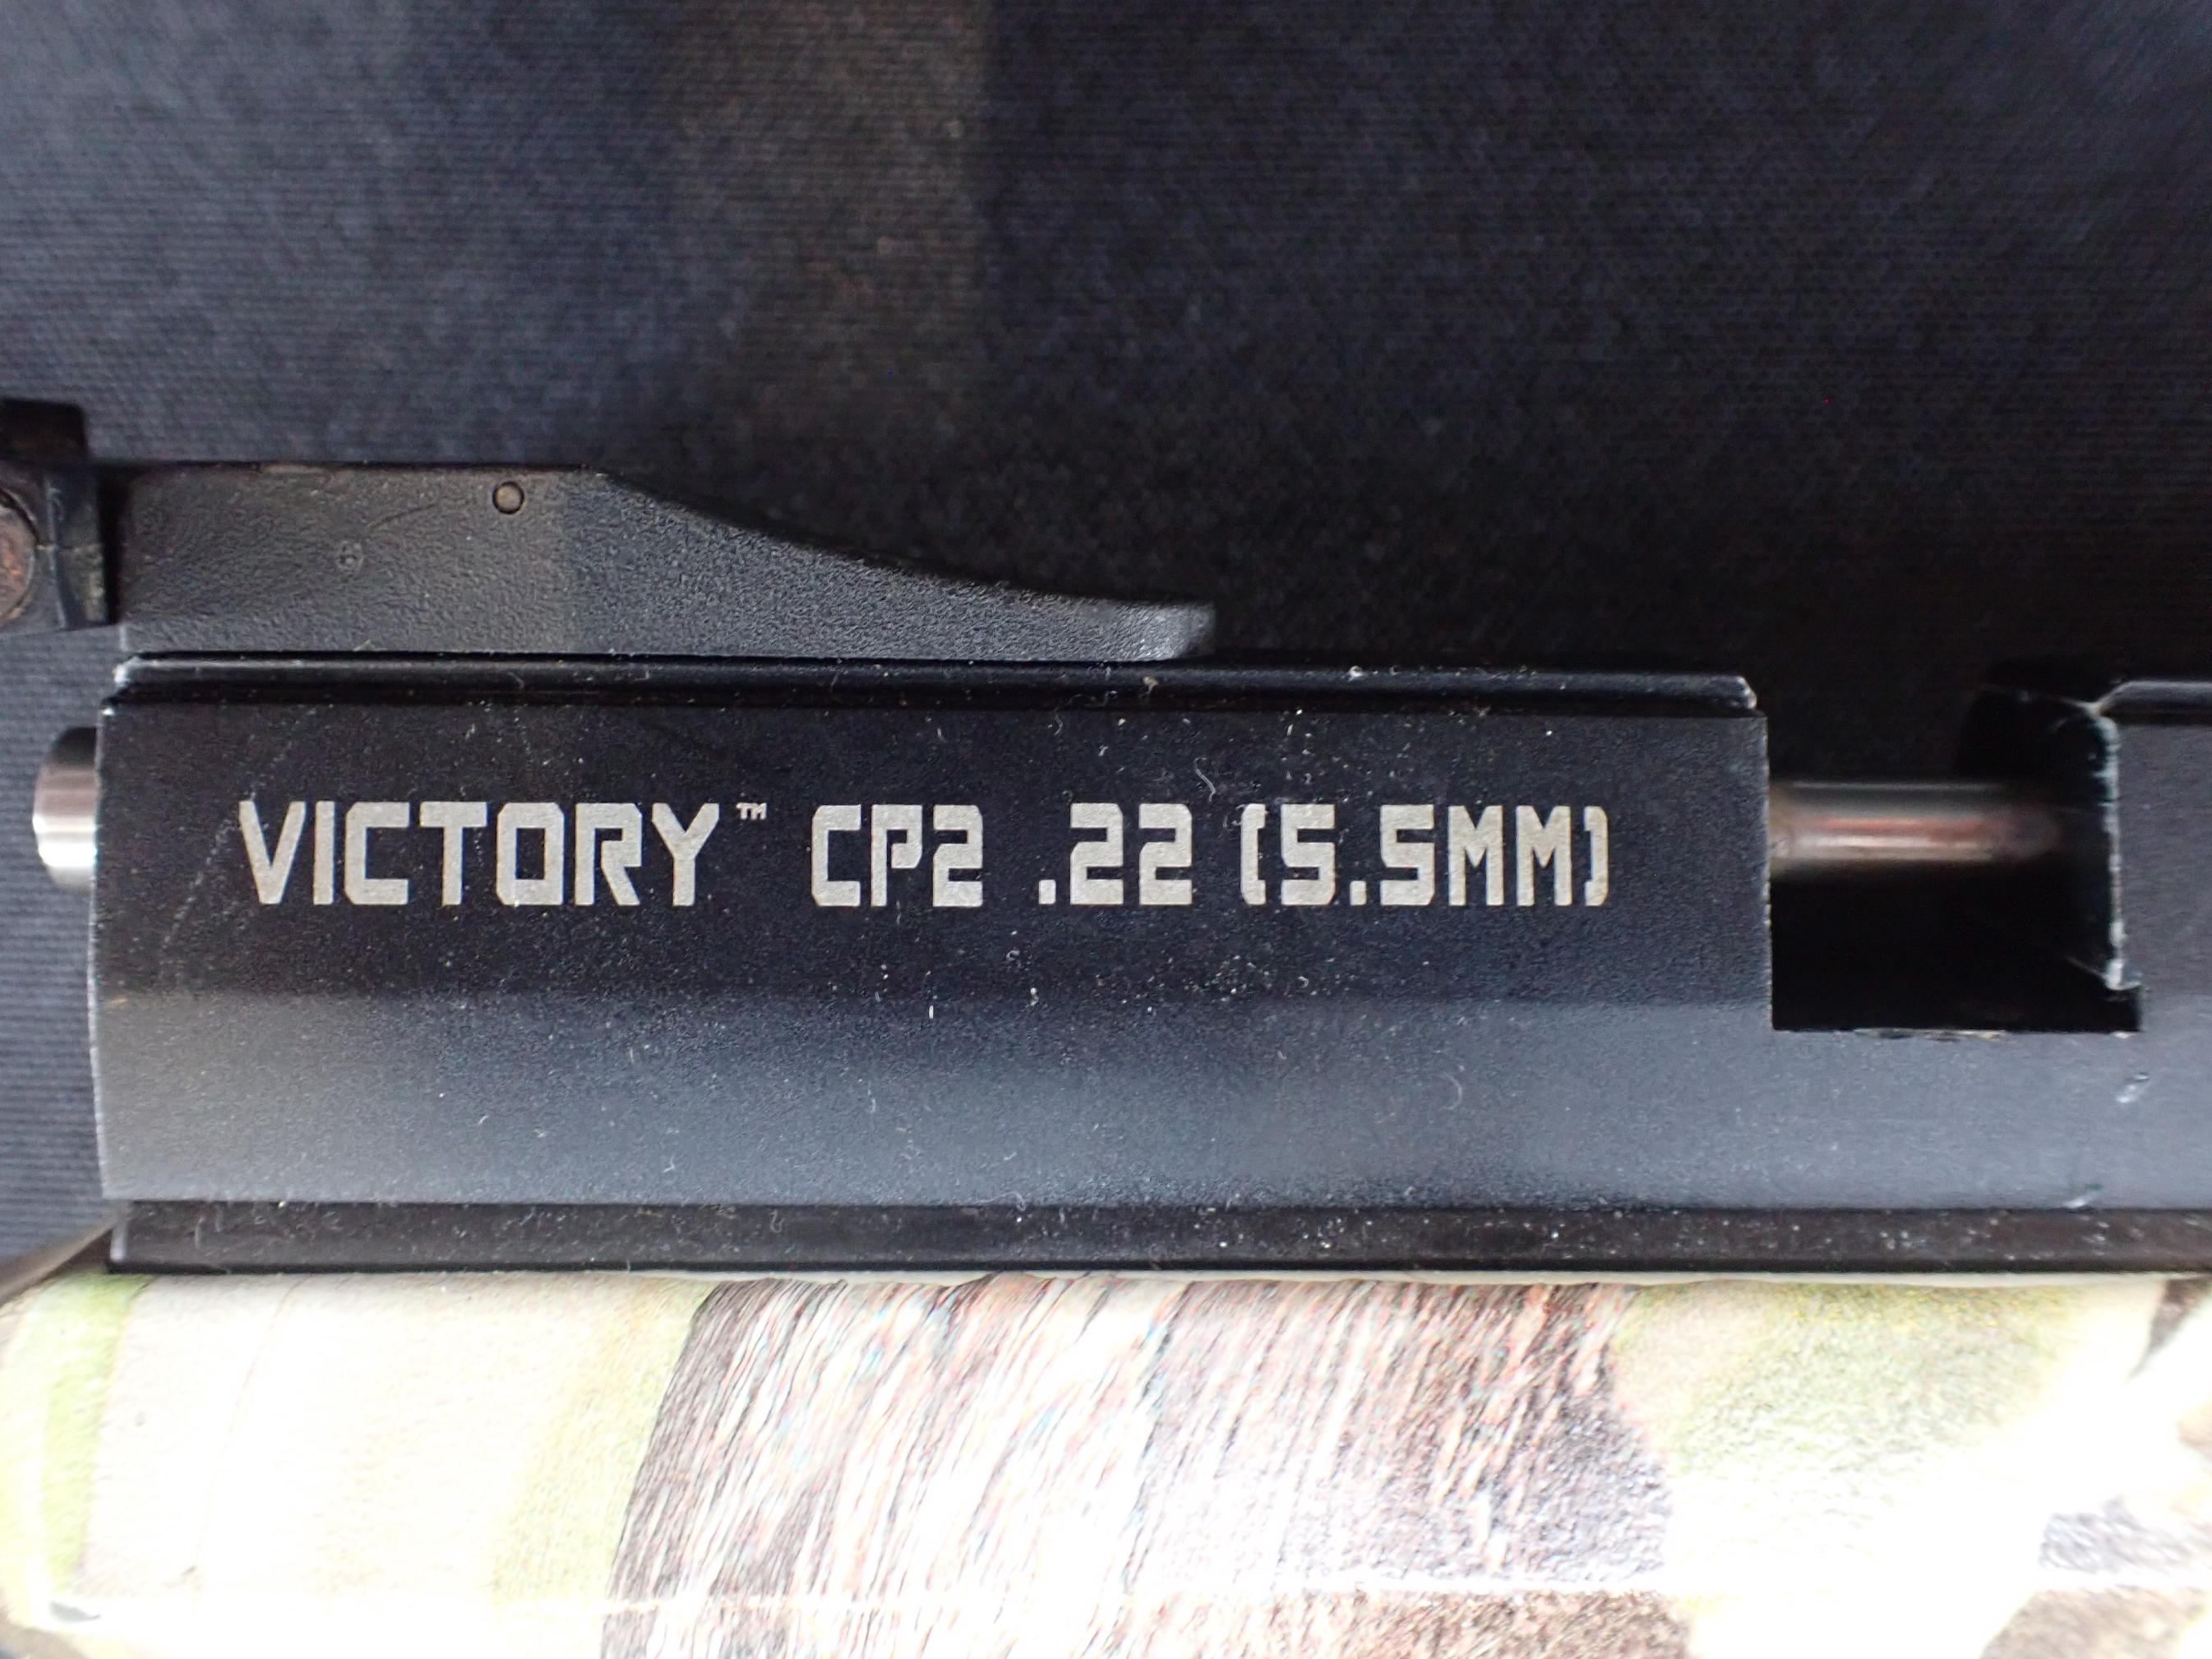 VICTORY™ CP2 .22 (5.5MM)